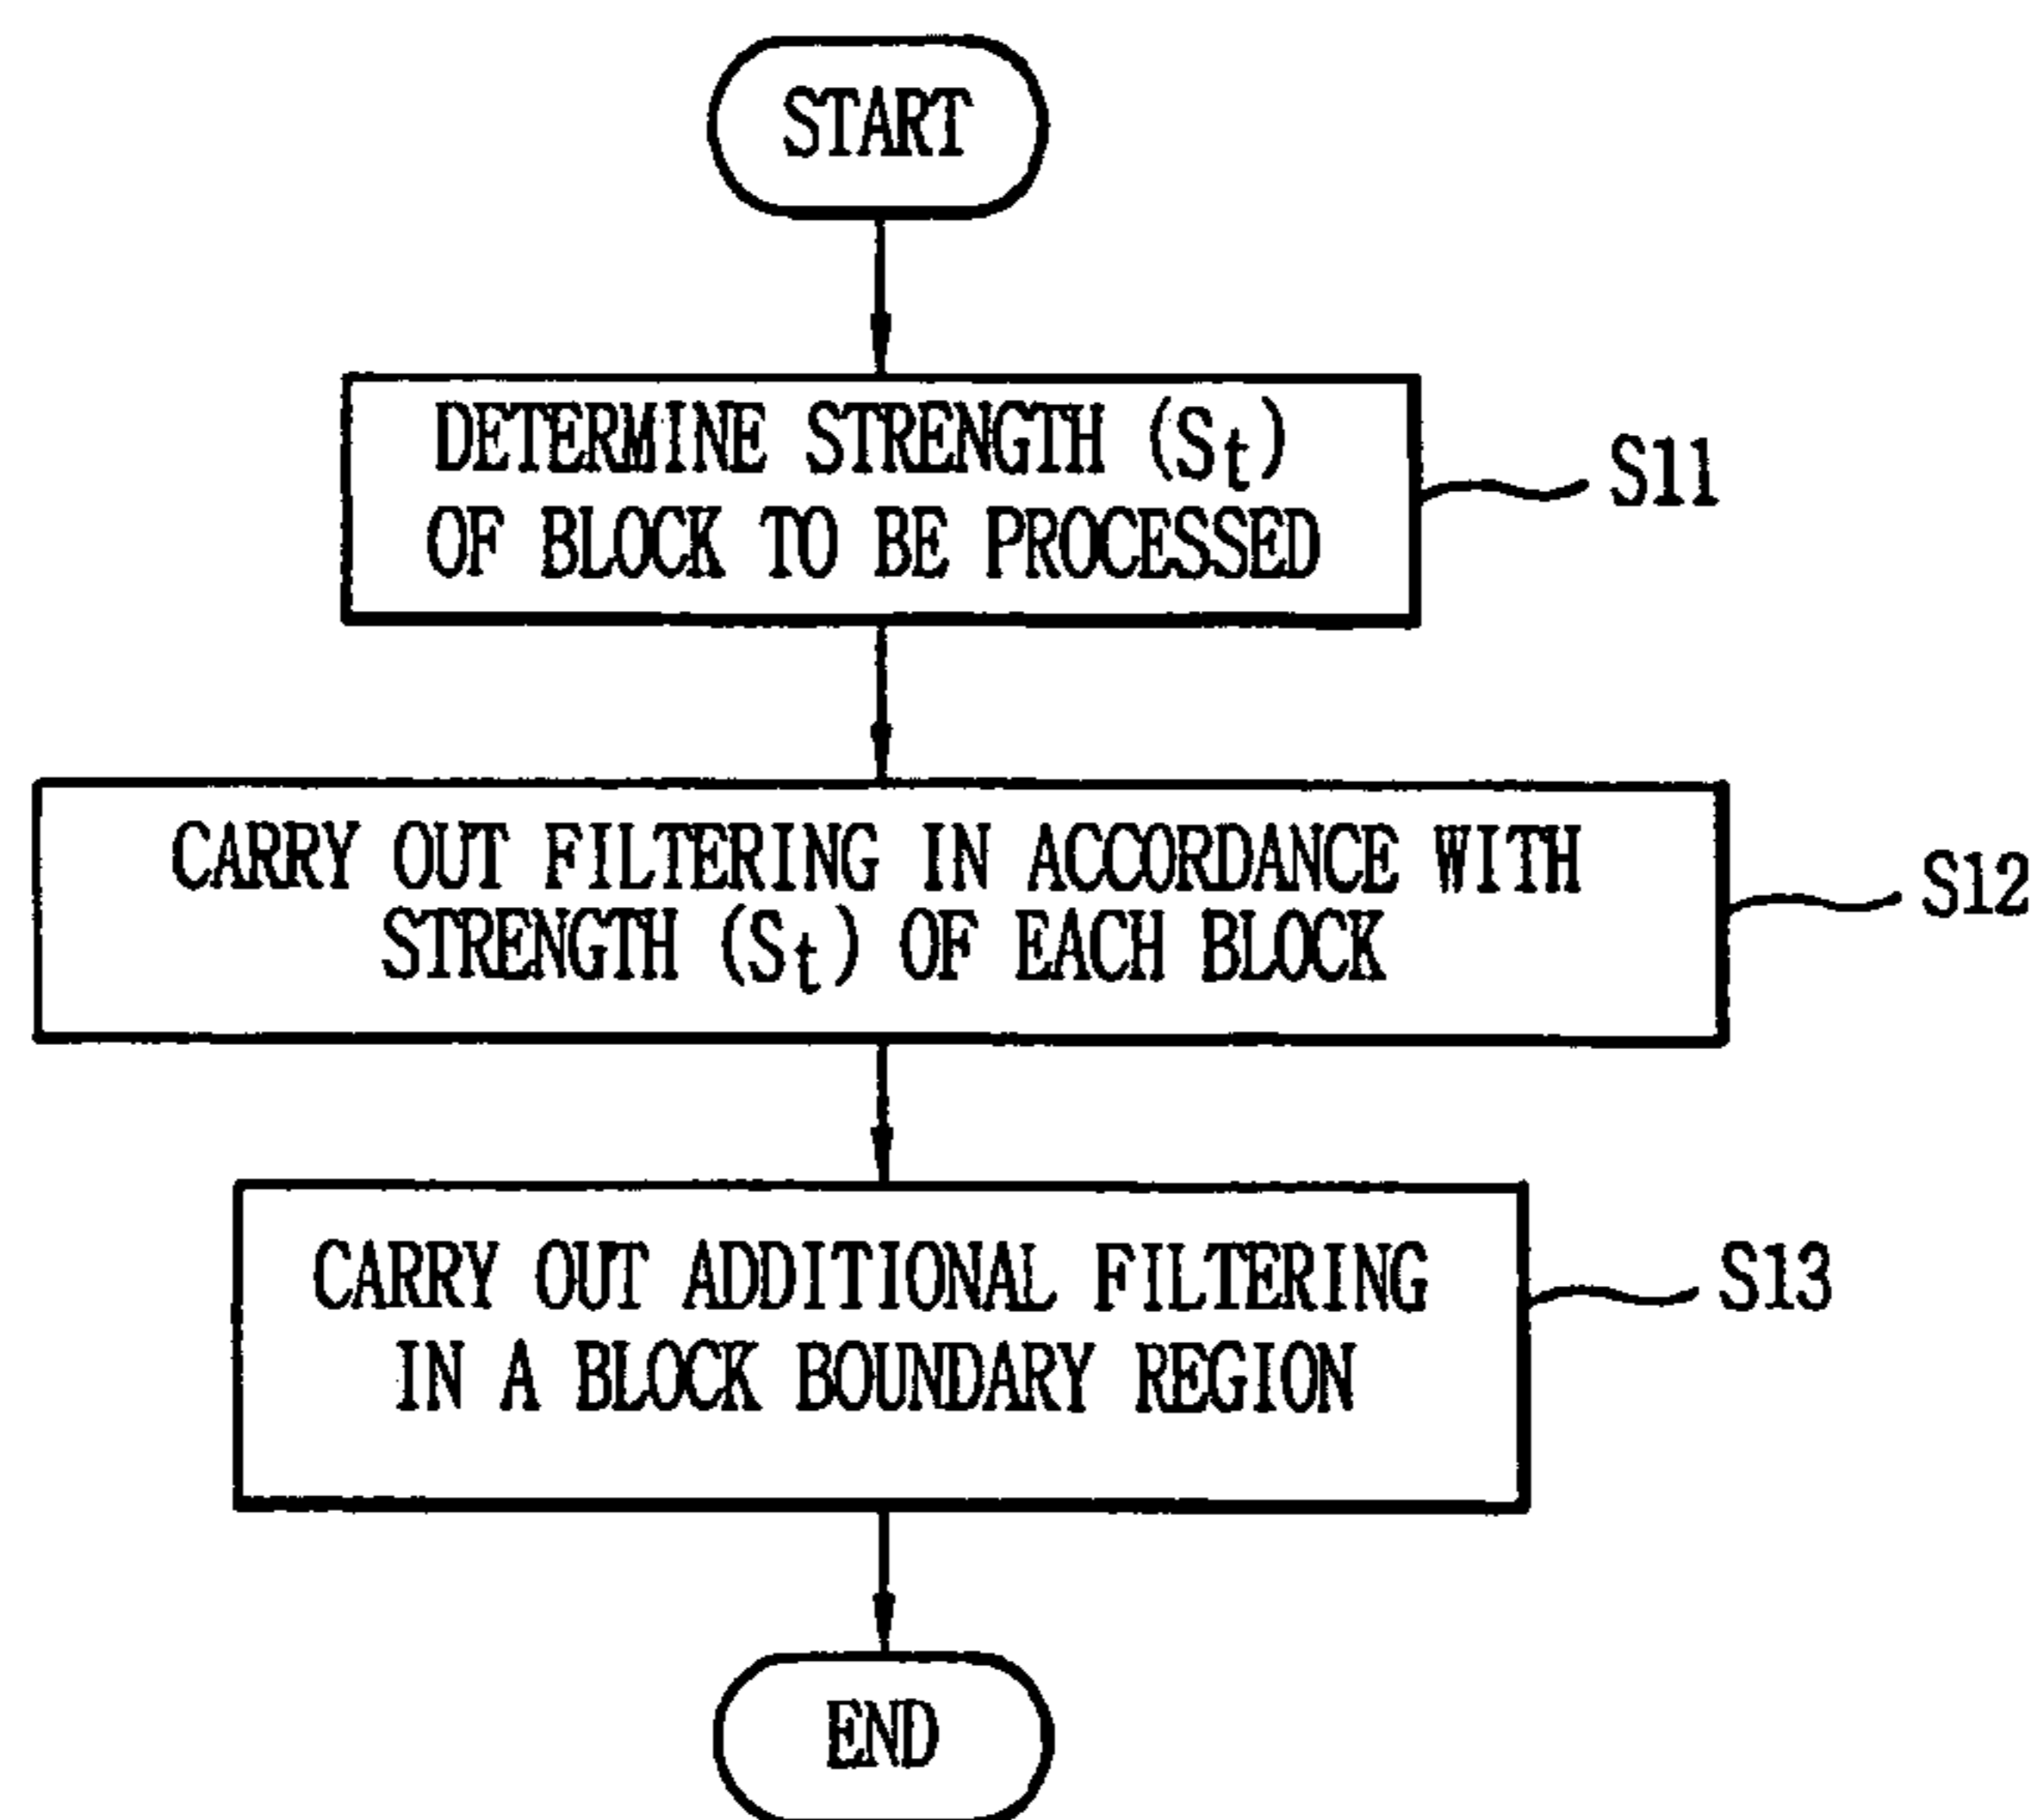 START
DETERMINE STRENGTH (St)
OF BLOCK TO BE PROCESSED
S11
CARRY OUT FILTERING IN ACCORDANCE WITH
STRENGTH (St) OF EACH BLOCK
S12
CARRY OUT ADDITIONAL FILTERING
IN A BLOCK BOUNDARY REGION
S13
END